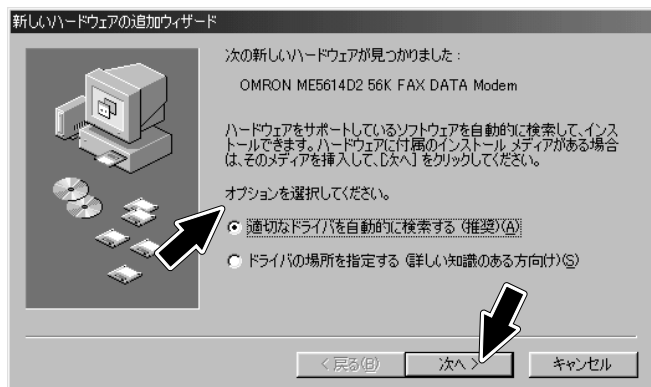 新しいハードウェアの追加ウィザード
次の新しいハードウェアが見つかりました：
OMRON ME5614D2 56K FAX DATA Modem
ハードウェアをサポートしているソフトウェアを自動的に検索して、インス
トールできます。ハードウェアに付属のインストール メディアがある場合
は、そのメディアを挿入して、[次へ] をクリックしてください。
オプションを選択してください。
適切なドライバを自動的に検索する (推奨)(A)
ドライバの場所を指定する (詳しい知識のある方向け)(S)
< 戻る(B)
次へ >
キャンセル